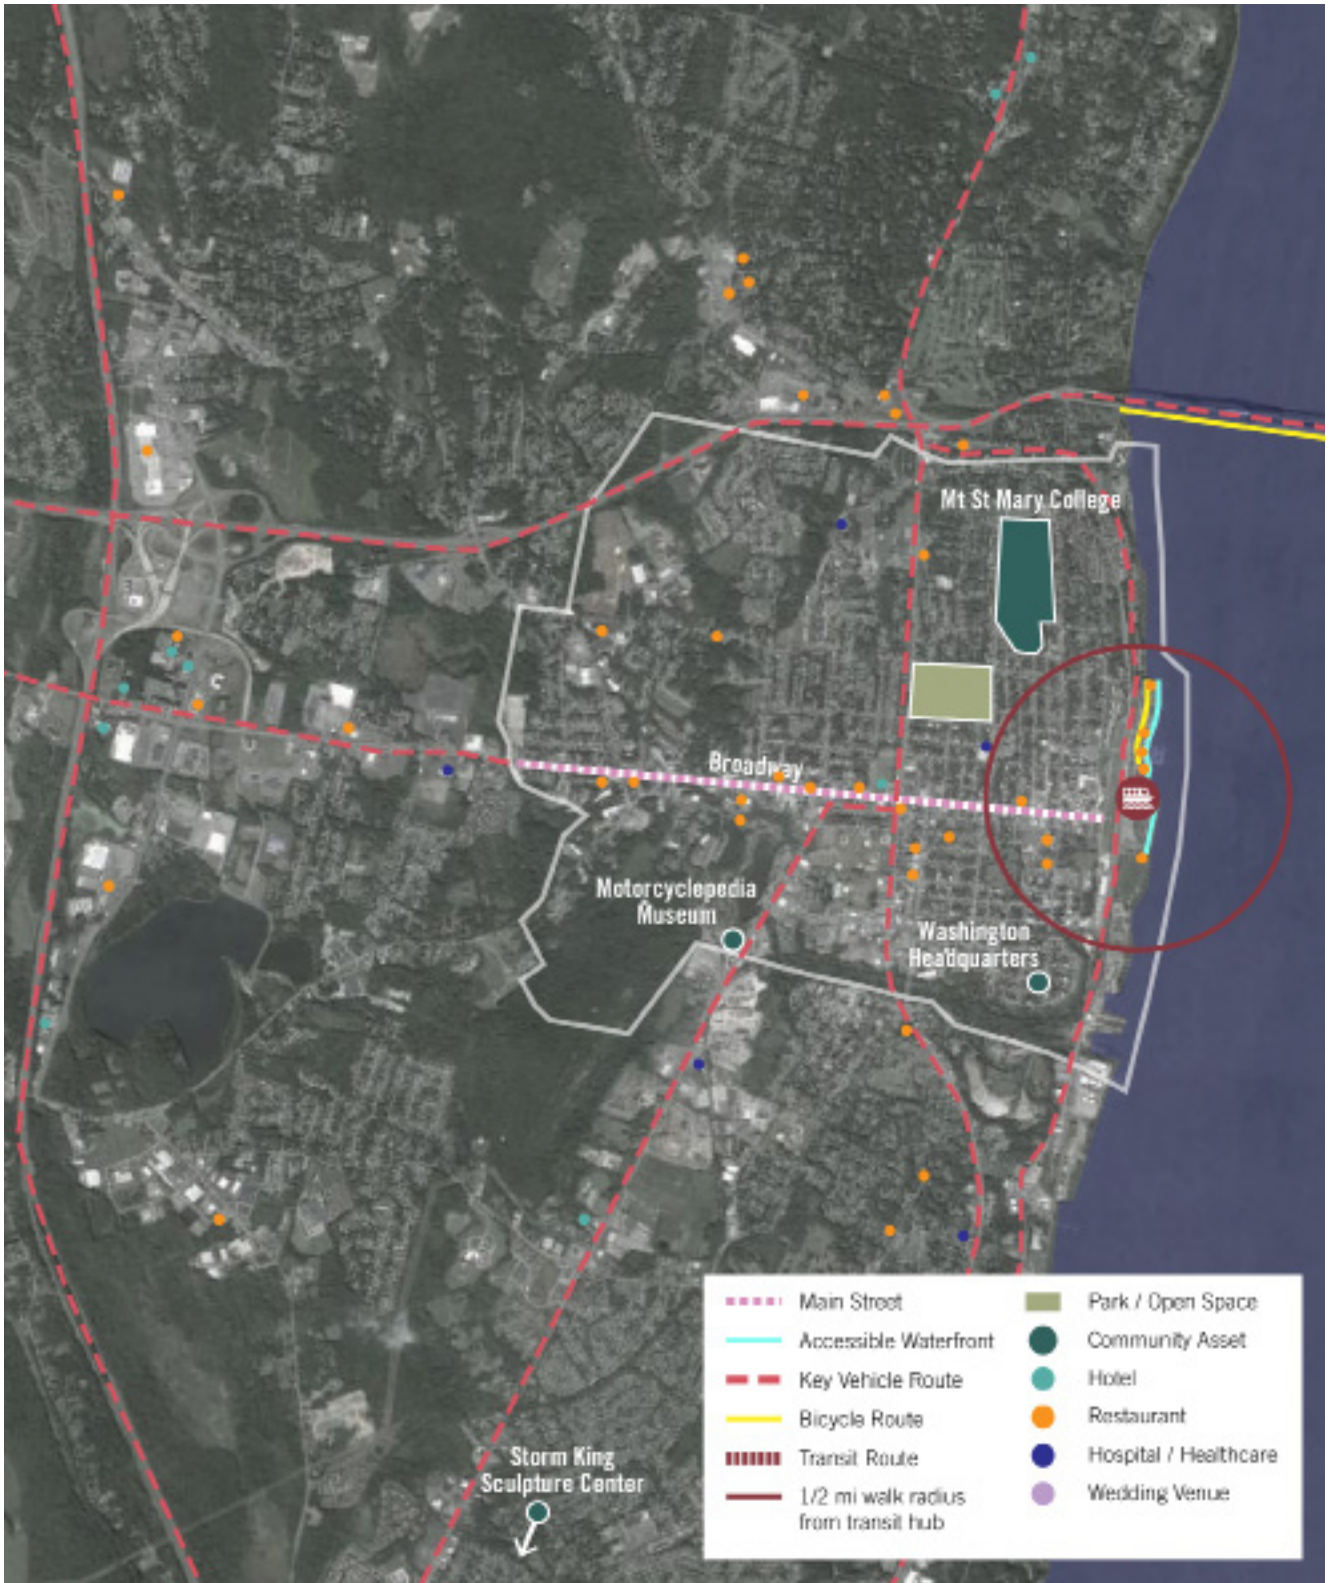 Mt St Mary College
Broadway
Motorcyclepedia
Museum
Washington
Headquarters
Storm King
Sculpture Center
Main Street
Accessible Waterfront
Key Vehicle Route
Bicycle Route
Transit Route
1/2 mi walk radius
from transit hub
Park / Open Space
Community Asset
Hotel
Restaurant
Hospital / Healthcare
Wedding Venue